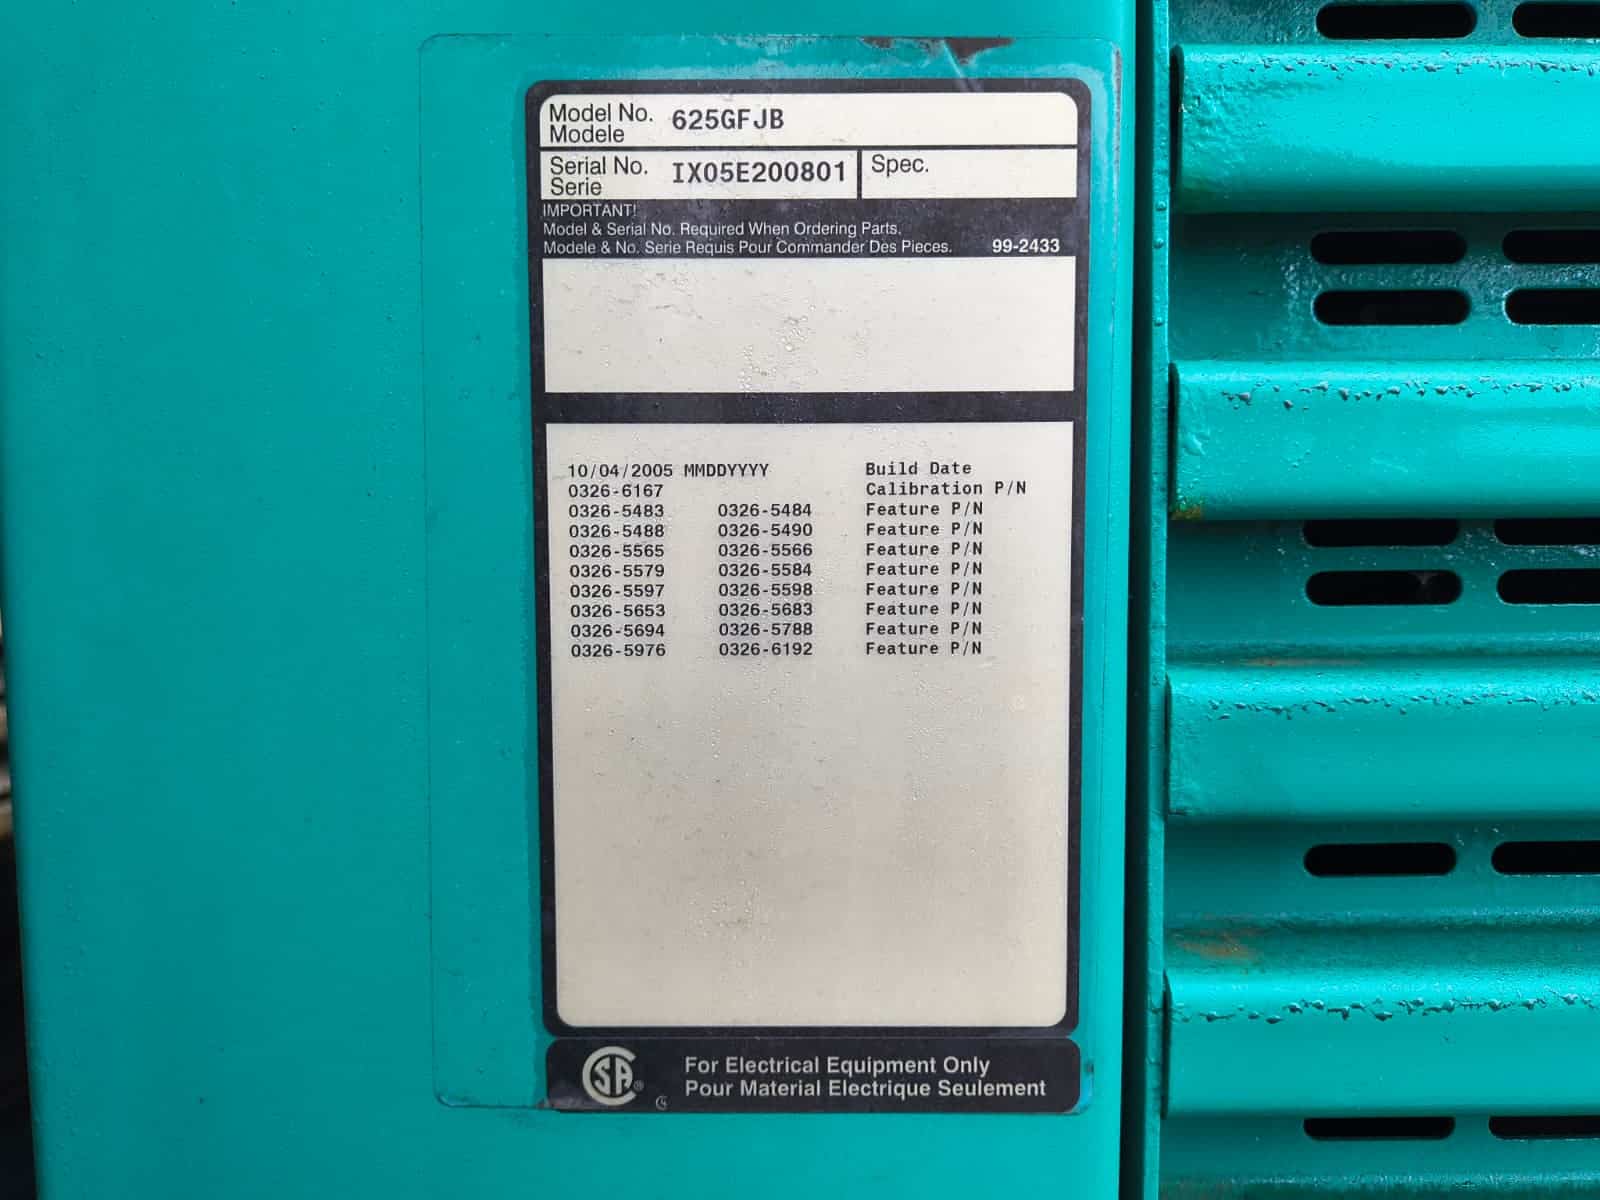 Model No. 625GFJB
Modele
Serial No. IX05E200801 Spec.
Serie
IMPORTANT!
Model & Serial No. Required When Ordering Parts.
Modele & No. Serie Requis Pour Commander Des Pieces. 99-2433
10/04/2005 MMDDYYYY Build Date
0326-6167 Calibration P/N
0326-5483 0326-5484 Feature P/N
0326-5488 0326-5490 Feature P/N
0326-5565 0326-5566 Feature P/N
0326-5579 0326-5584 Feature P/N
0326-5597 0326-5598 Feature P/N
0326-5653 0326-5683 Feature P/N
0326-5694 0326-5788 Feature P/N
0326-5976 0326-6192 Feature P/N
CSA ® For Electrical Equipment Only
Pour Material Electrique Seulement